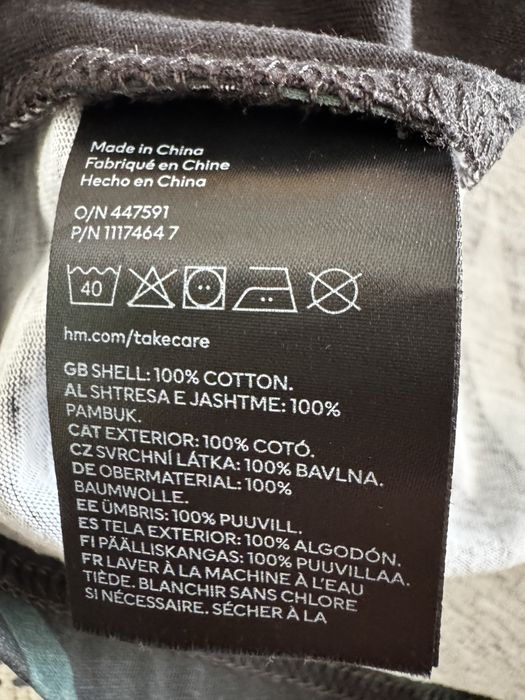 Made in China
Fabriqué en Chine
Hecho en China
O/N 447591
P/N 1117464 7
40
hm.com/takecare
GB SHELL: 100% COTTON.
AL SHTRESA E JASHTME: 100%
PAMBUK.
CAT EXTERIOR: 100% COTÓ.
CZ SVRCHNÍ LÁTKA: 100% BAVLNA.
DE OBERMATERIAL: 100%
BAUMWOLLE.
EE ÜMBRIS: 100% PUUVILL.
ES TELA EXTERIOR: 100% ALGODÓN.
FI PÄÄLLISKANGAS: 100% PUUVILLAA.
FR LAVER À LA MACHINE À L'EAU
TIÈDE. BLANCHIR SANS CHLORE
SI NÉCESSAIRE. SÉCHER À LA